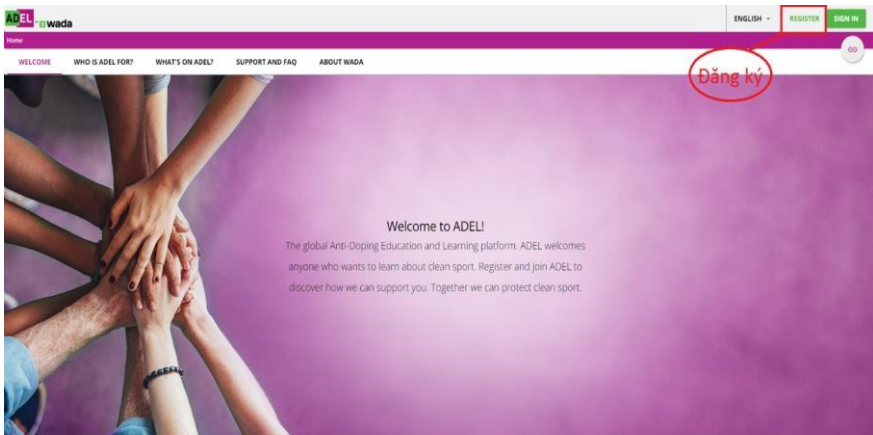 ADEL by wada
ENGLISH
REGISTER
SIGN IN
Home
WELCOME
WHO IS ADEL FOR?
WHAT'S ON ADEL?
SUPPORT AND FAQ
ABOUT WADA
Đăng ký
Welcome to ADEL!
The global Anti-Doping Education and Learning platform. ADEL welcomes
anyone who wants to learn about clean sport. Register and join ADEL to
discover how we can support you. Together we can protect clean sport.